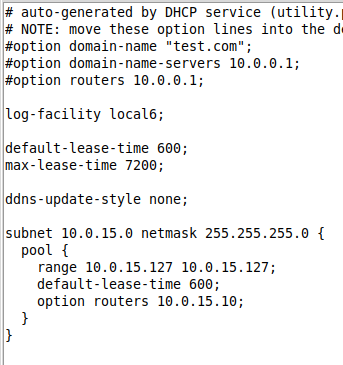 # auto-generated by DHCP service (utility.
# NOTE: move these option lines into the
#option domain-name "test.com";
#option domain-name-servers 10.0.0.1;
#option routers 10.0.0.1;

log-facility local6;

default-lease-time 600;
max-lease-time 7200;

ddns-update-style none;

subnet 10.0.15.0 netmask 255.255.255.0 {
  pool {
    range 10.0.15.127 10.0.15.127;
    default-lease-time 600;
    option routers 10.0.15.10;
  }
}